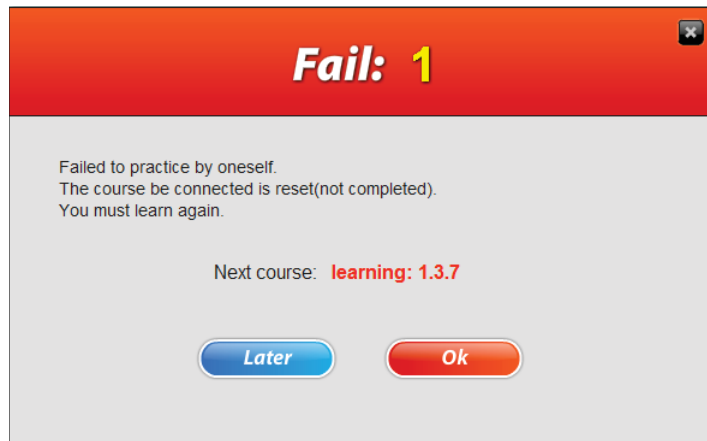 Fail: 1
Failed to practice by oneself.
The course be connected is reset(not completed).
You must learn again.
Next course: learning: 1.3.7
Later Ok